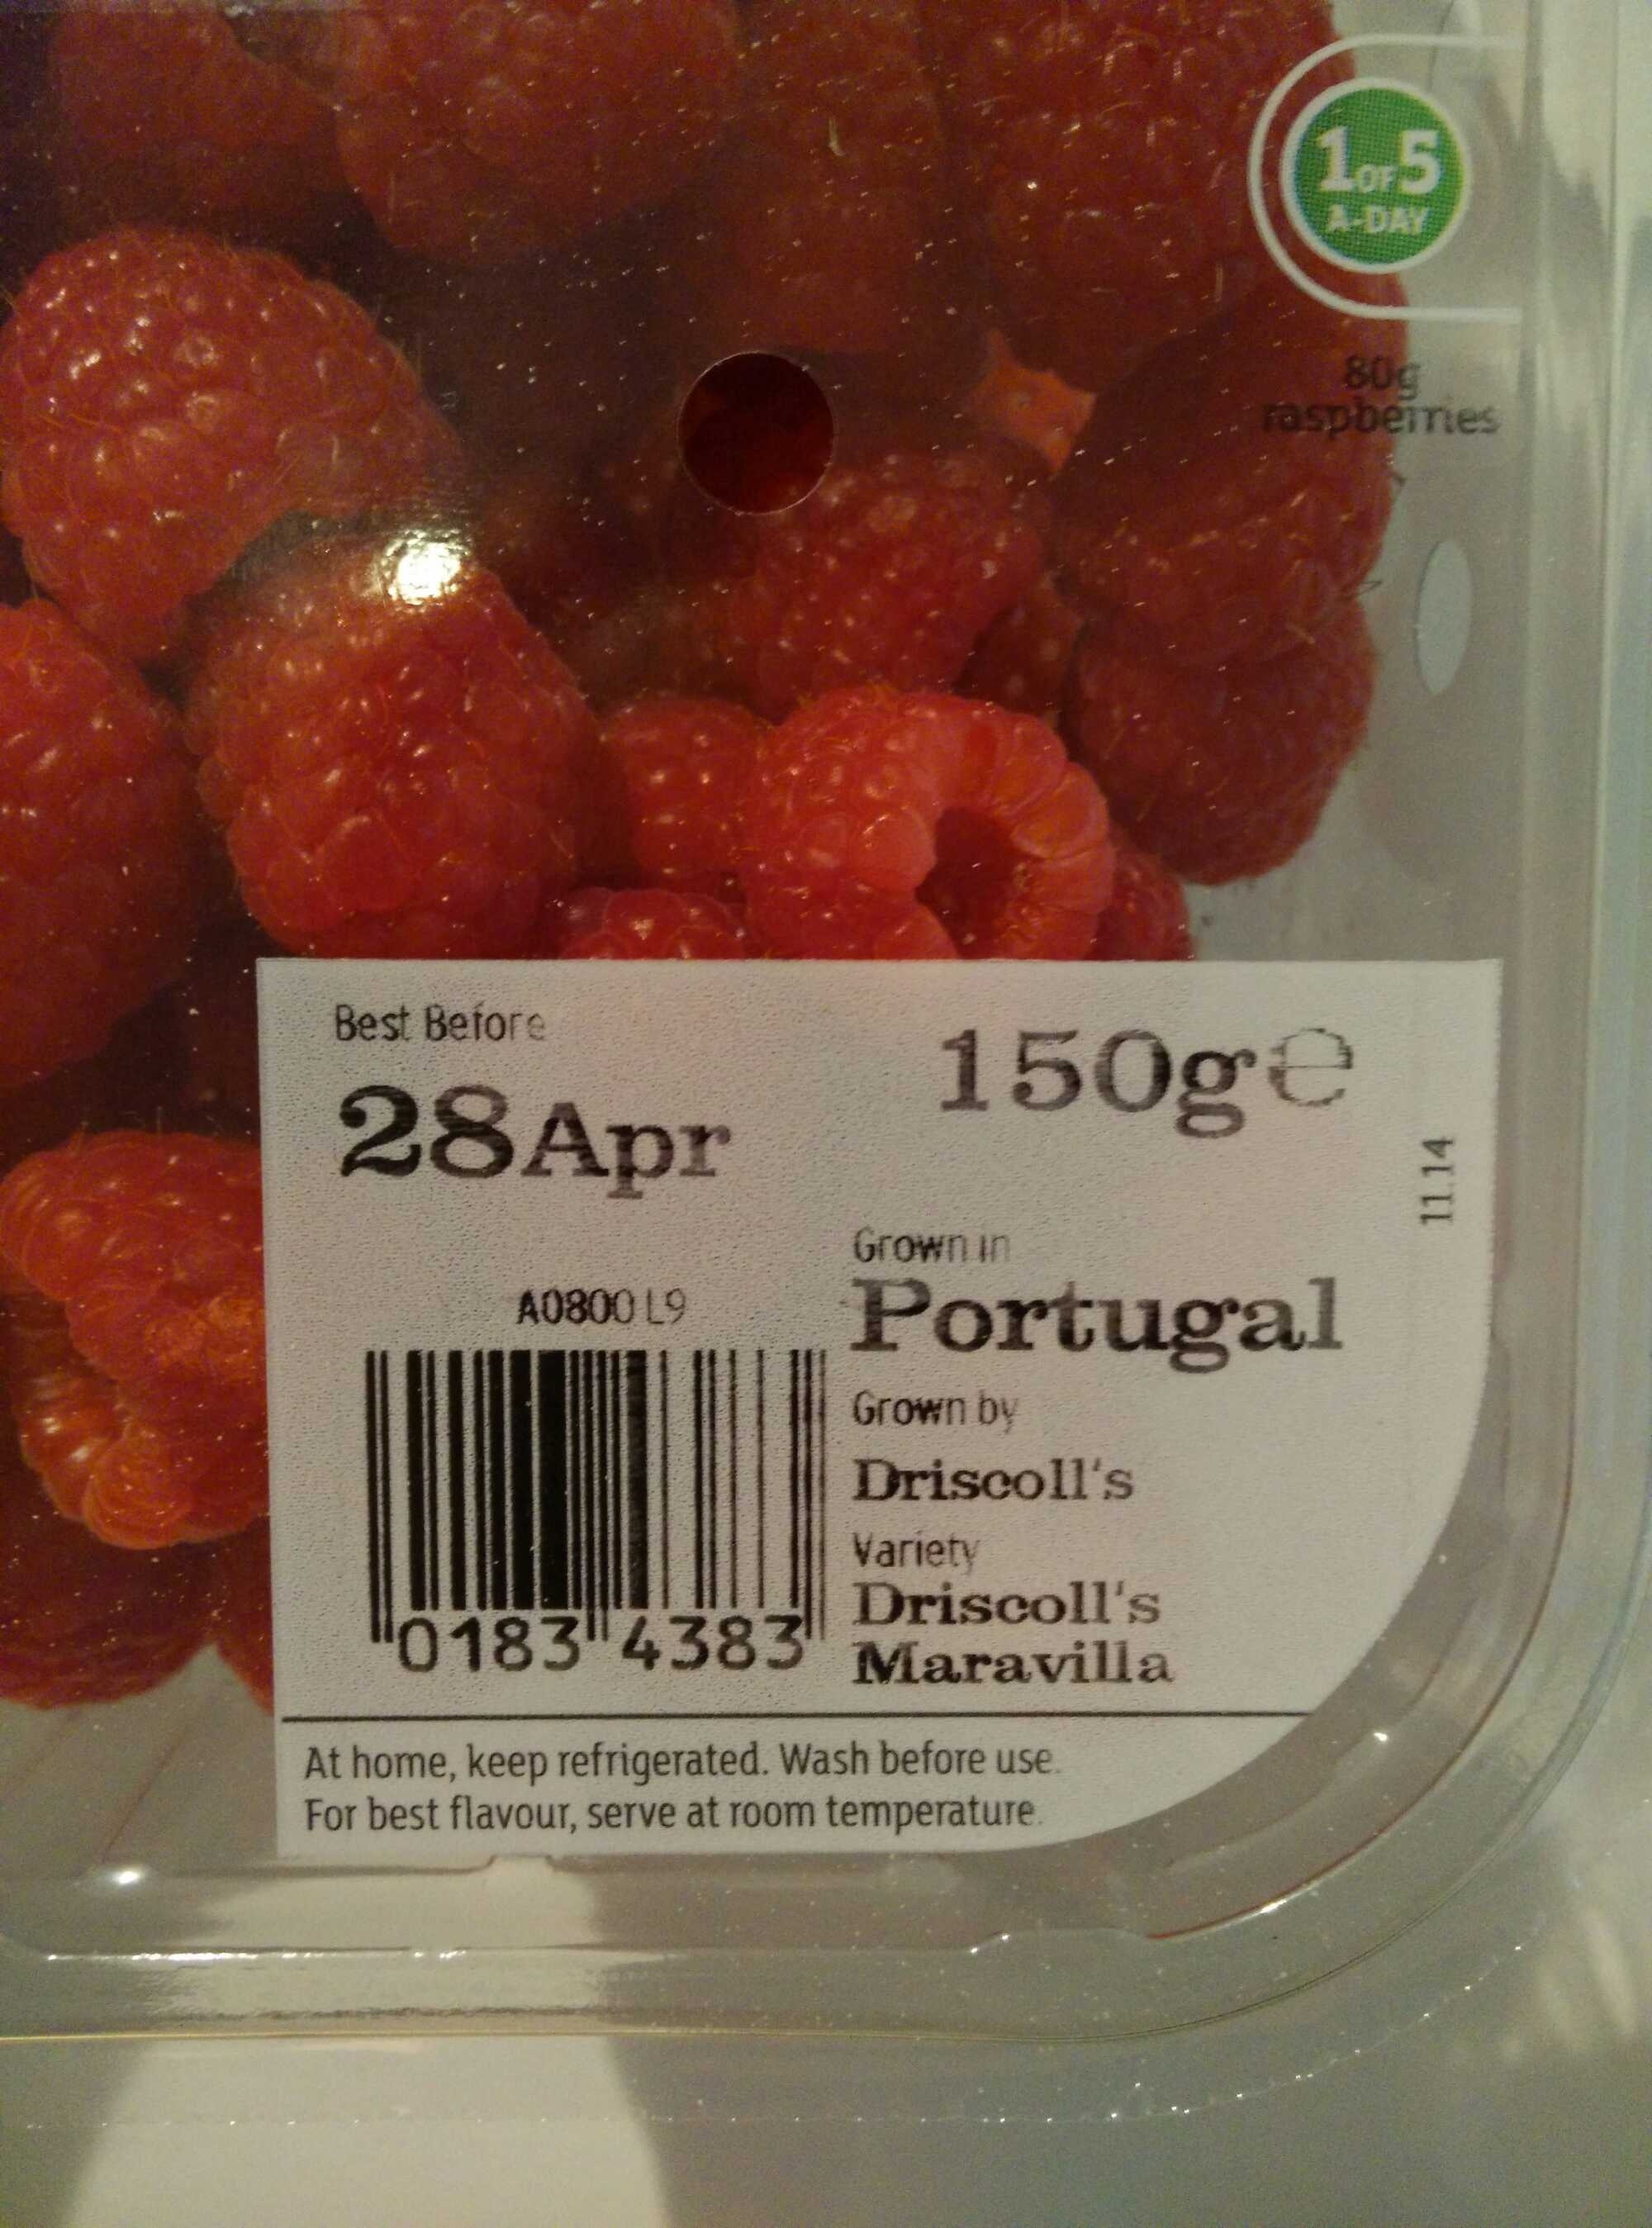 1 OF 5
A-DAY
80g
raspberries
Best Before
28 Apr
150g e
11.14
A0800 L9
0183 4383
Grown in
Portugal
Grown by
Driscoll's
Variety
Driscoll's
Maravilla
At home, keep refrigerated. Wash before use.
For best flavour, serve at room temperature.